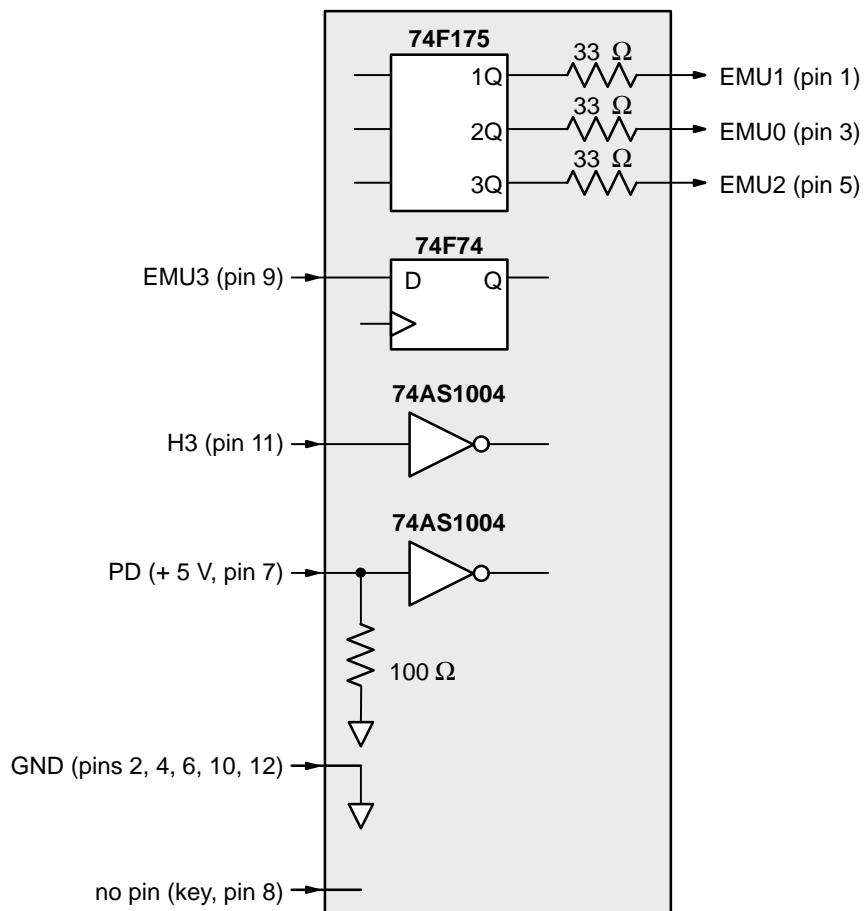 74F175
1Q
33 Ω
EMU1 (pin 1)
2Q
33 Ω
EMU0 (pin 3)
3Q
33 Ω
EMU2 (pin 5)
74F74
EMU3 (pin 9)
D
Q
74AS1004
H3 (pin 11)
74AS1004
PD (+ 5 V, pin 7)
100 Ω
GND (pins 2, 4, 6, 10, 12)
no pin (key, pin 8)